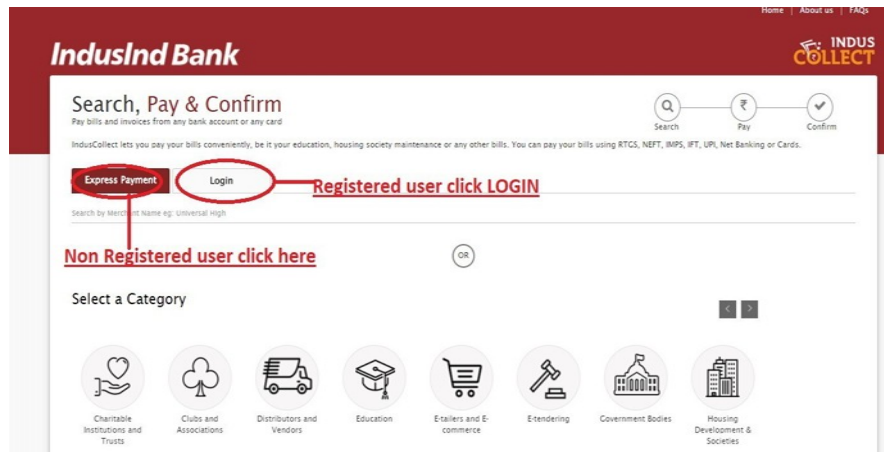 Home | About us | FAQs
IndusInd Bank
INDUS
COLLECT
Search, Pay & Confirm
Pay bills and invoices from any bank account or any card
Search
Pay
Confirm
IndusCollect lets you pay your bills conveniently, be it your education, housing society maintenance or any other bills. You can pay your bills using RTGS, NEFT, IMPS, IFT, UPI, Net Banking or Cards.
Express Payment
Login
Registered user click LOGIN
Search by Merchant Name eg: Universal High
Non Registered user click here
OR
Select a Category
< >
Charitable
Institutions and
Trusts
Clubs and
Associations
Distributors and
Vendors
Education
E-tailers and E-
commerce
E-tendering
Government Bodies
Housing
Development &
Societies